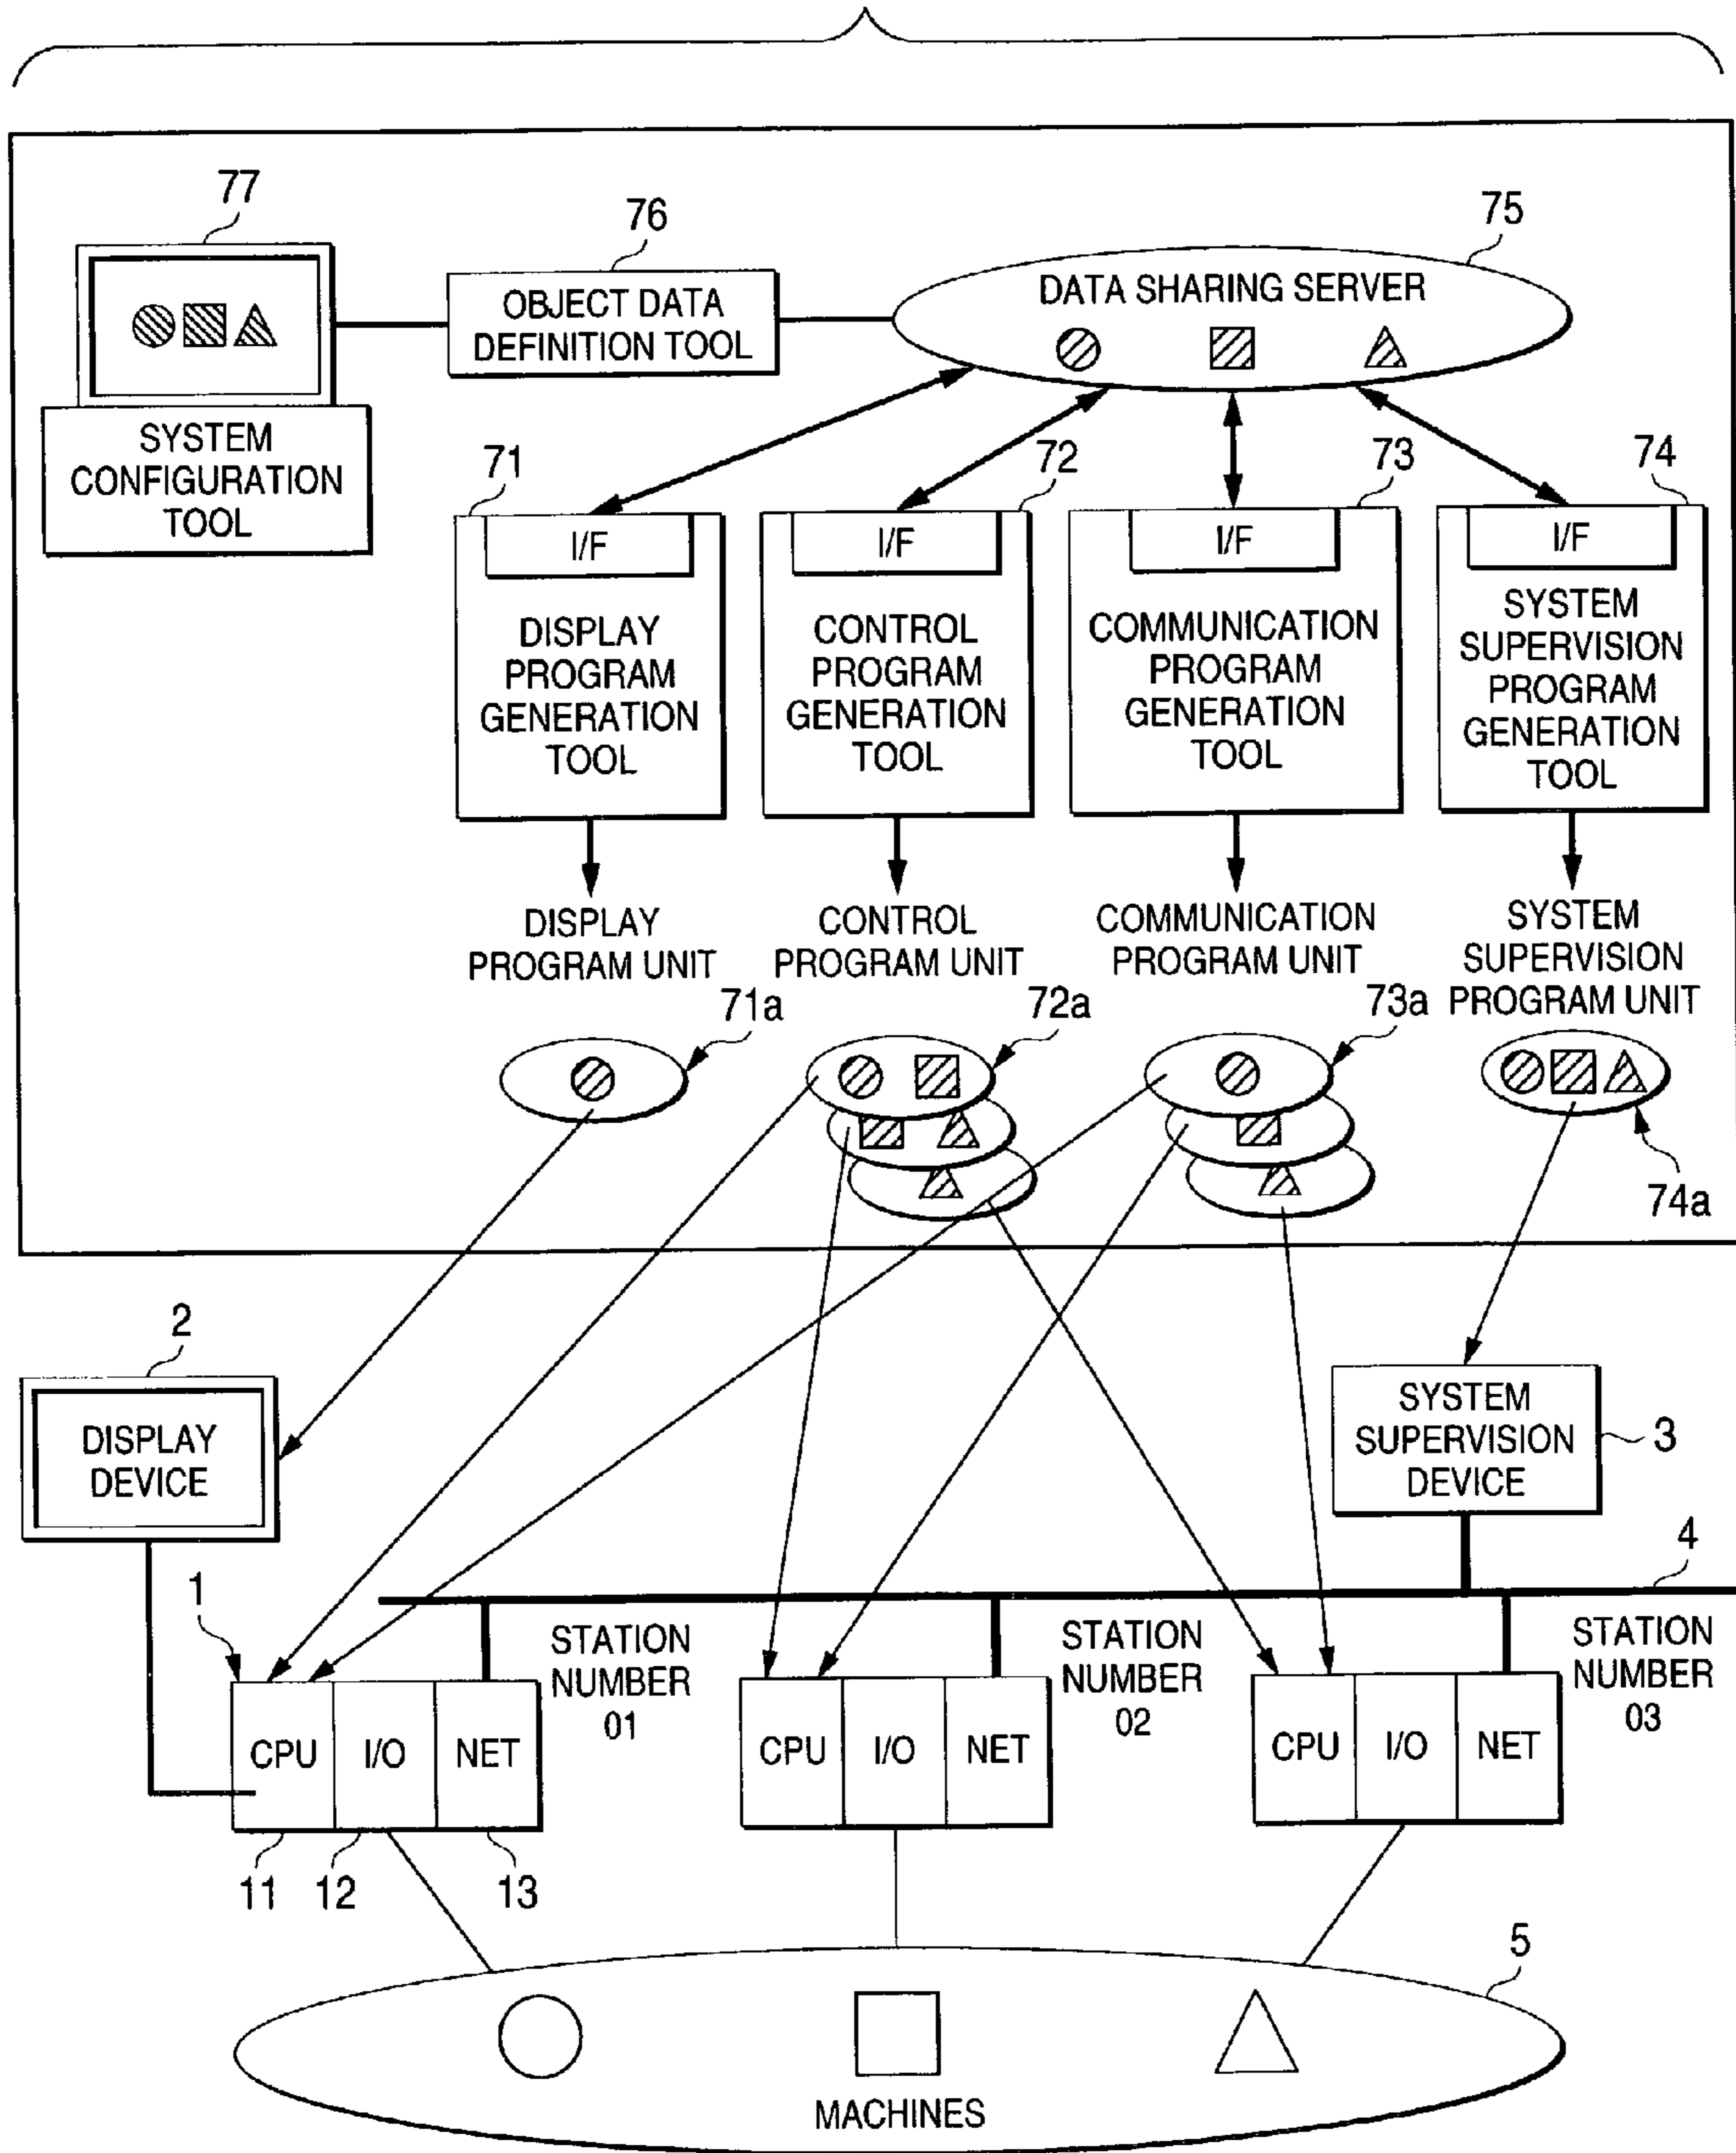 77
76
75
OBJECT DATA
DEFINITION TOOL
DATA SHARING SERVER
SYSTEM
CONFIGURATION
TOOL
71
72
73
74
I/F
I/F
I/F
I/F
DISPLAY
PROGRAM
GENERATION
TOOL
CONTROL
PROGRAM
GENERATION
TOOL
COMMUNICATION
PROGRAM
GENERATION
TOOL
SYSTEM
SUPERVISION
PROGRAM
GENERATION
TOOL
DISPLAY
PROGRAM UNIT
CONTROL
PROGRAM UNIT
COMMUNICATION
PROGRAM UNIT
SYSTEM
SUPERVISION
PROGRAM UNIT
71a
72a
73a
74a
2
DISPLAY
DEVICE
SYSTEM
SUPERVISION
DEVICE
3
4
1
STATION
NUMBER
01
STATION
NUMBER
02
STATION
NUMBER
03
CPU
I/O
NET
CPU
I/O
NET
CPU
I/O
NET
11
12
13
5
MACHINES